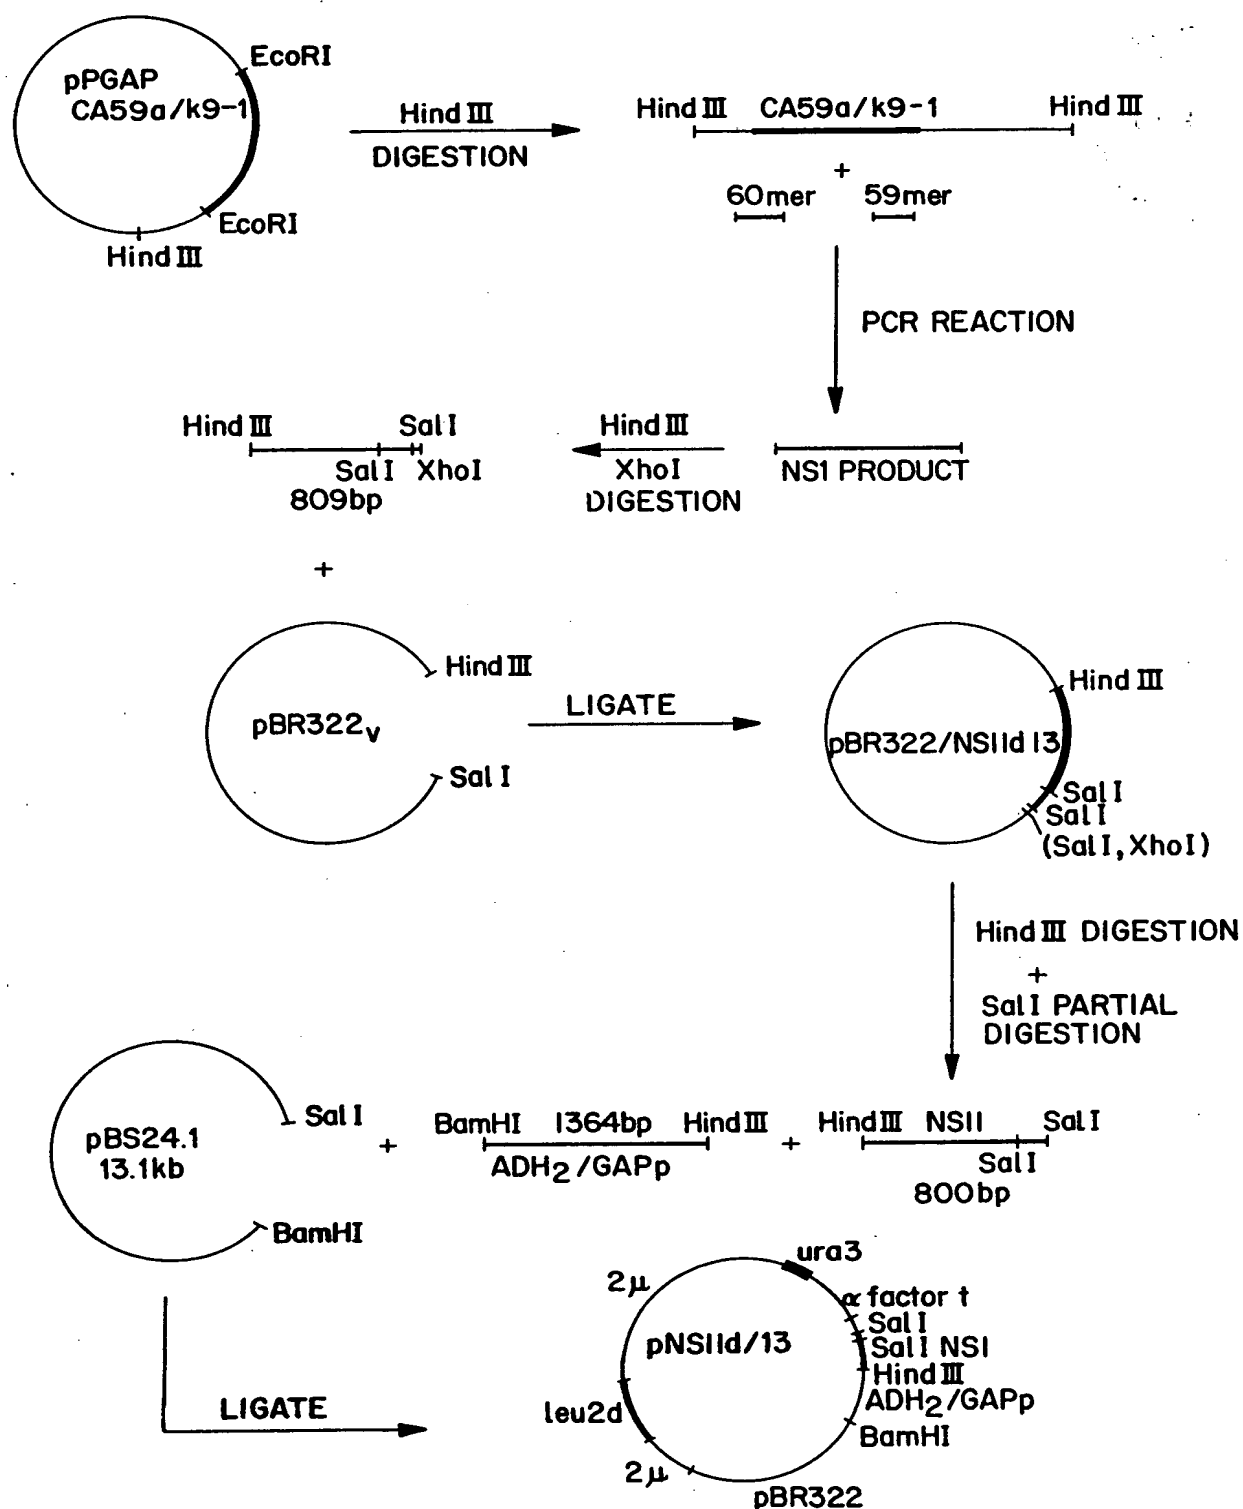 EcoRI
pPGAP
CA59a/k9-1
EcoRI
Hind III
Hind III
DIGESTION
Hind III
CA59a/k9-1
Hind III
+
60mer
59mer
PCR REACTION
Hind III
Sal I
Sal I
XhoI
809bp
Hind III
XhoI
DIGESTION
NS1 PRODUCT
+
Hind III
pBR322v
Sal I
LIGATE
Hind III
pBR322/NS11d13
Sal I
Sal I
(Sal I, XhoI)
Hind III DIGESTION
+
Sal I PARTIAL
DIGESTION
Sal I
pBS24.1
13.1kb
BamHI
+
BamHI
1364bp
Hind III
ADH2/GAPp
+
Hind III
NS11
Sal I
Sal I
800bp
ura3
2μ
α factor t
Sal I
Sal I NS1
pNS11d/13
Hind III
ADH2/GAPp
BamHI
leu2d
2μ
pBR322
LIGATE